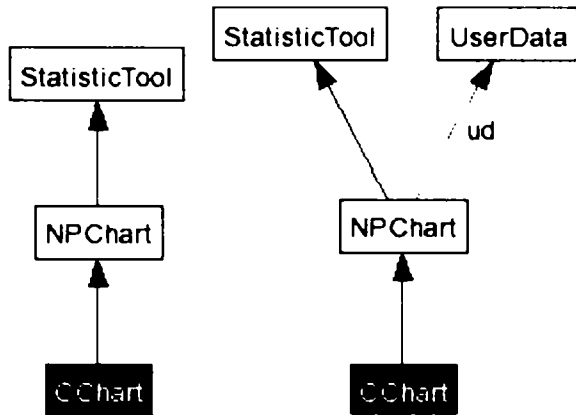 StatisticTool UserData
StatisticTool
ud
NPChart NPChart
CChart CChart